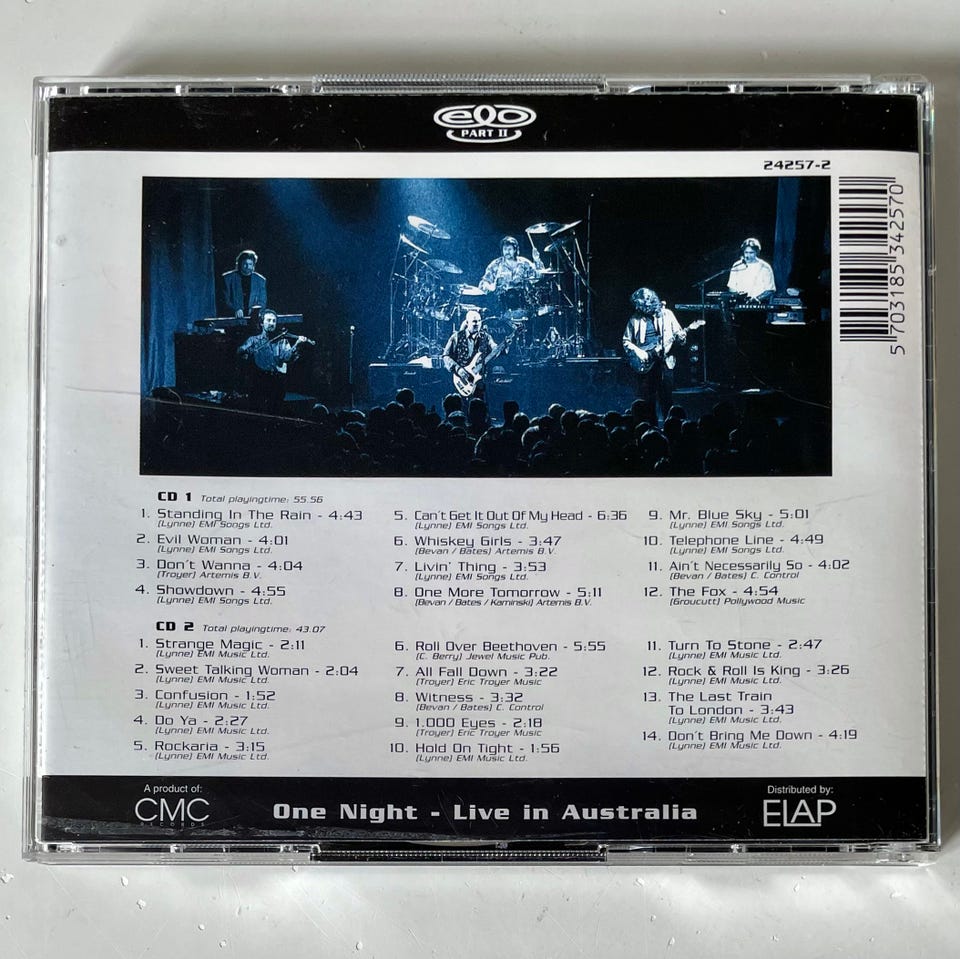 elo
PART II
24257-2
5 703185 342570
CD 1 Total playingtime: 55.56
1. Standing In The Rain - 4:43
(Lynne) EMI Songs Ltd.
2. Evil Woman - 4:01
(Lynne) EMI Songs Ltd.
3. Don't Wanna - 4:04
(Troyer) Artemis B.V.
4. Showdown - 4:55
(Lynne) EMI Songs Ltd.
5. Can't Get It Out Of My Head - 6:36
(Lynne) EMI Songs Ltd.
6. Whiskey Girls - 3:47
(Bevan / Bates) Artemis B.V.
7. Livin' Thing - 3:53
(Lynne) EMI Songs Ltd.
8. One More Tomorrow - 5:11
(Bevan / Bates / Kaminski) Artemis B.V.
9. Mr. Blue Sky - 5:01
(Lynne) EMI Songs Ltd.
10. Telephone Line - 4:49
(Lynne) EMI Songs Ltd.
11. Ain't Necessarily So - 4:02
(Bevan / Bates) C. Control
12. The Fox - 4:54
(Groucutt) Pollywood Music
CD 2 Total playingtime: 43.07
1. Strange Magic - 2:11
(Lynne) EMI Music Ltd.
2. Sweet Talking Woman - 2:04
(Lynne) EMI Music Ltd.
3. Confusion - 1:52
(Lynne) EMI Music Ltd.
4. Do Ya - 2:27
(Lynne) EMI Music Ltd.
5. Rockaria - 3:15
(Lynne) EMI Music Ltd.
6. Roll Over Beethoven - 5:55
(C. Berry) Jewel Music Pub.
7. All Fall Down - 3:22
(Troyer) Eric Troyer Music
8. Witness - 3:32
(Bevan / Bates) C. Control
9. 1.000 Eyes - 2:18
(Troyer) Eric Troyer Music
10. Hold On Tight - 1:56
(Lynne) EMI Music Ltd.
11. Turn To Stone - 2:47
(Lynne) EMI Music Ltd.
12. Rock & Roll Is King - 3:26
(Lynne) EMI Music Ltd.
13. The Last Train
To London - 3:43
(Lynne) EMI Music Ltd.
14. Don't Bring Me Down - 4:19
(Lynne) EMI Music Ltd.
A product of:
CMC
RECORDS
One Night - Live in Australia
Distributed by:
ELAP